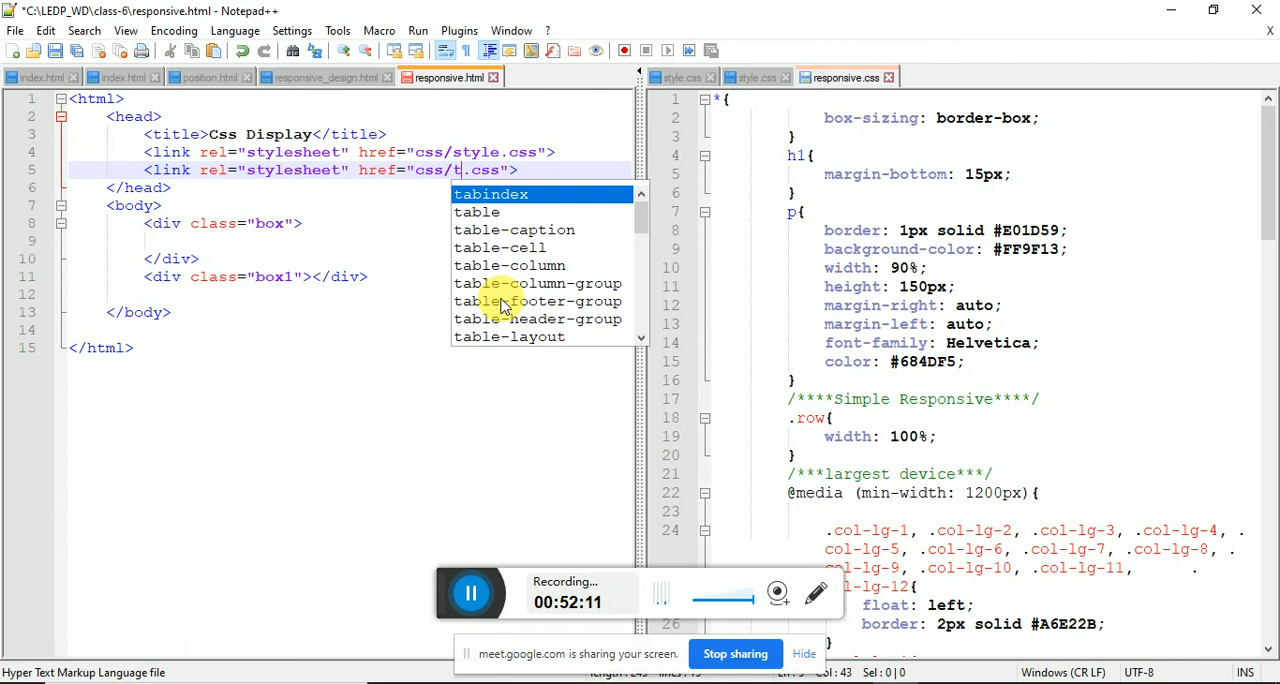 *C:\LEDP_WD\class-6\responsive.html - Notepad++
File Edit Search View Encoding Language Settings Tools Macro Run Plugins Window ? X
index.html index.html position.html responsive_design.html responsive.html
style.css style.css responsive.css
1 <html>
2 <head>
3 <title>Css Display</title>
4 <link rel="stylesheet" href="css/style.css">
5 <link rel="stylesheet" href="css/t.css">
6 </head>
7 <body>
8 <div class="box">
9
10 </div>
11 <div class="box1"></div>
12
13 </body>
14
15 </html>
tabindex
table
table-caption
table-cell
table-column
table-column-group
table-footer-group
table-header-group
table-layout
1 *{
2 box-sizing: border-box;
3 }
4 h1{
5 margin-bottom: 15px;
6 }
7 p{
8 border: 1px solid #E01D59;
9 background-color: #FF9F13;
10 width: 90%;
11 height: 150px;
12 margin-right: auto;
13 margin-left: auto;
14 font-family: Helvetica;
15 color: #684DF5;
16 }
17 /****Simple Responsive****/
18 .row{
19 width: 100%;
20 }
21 /***largest device***/
22 @media (min-width: 1200px){
23
24 .col-lg-1, .col-lg-2, .col-lg-3, .col-lg-4, .
col-lg-5, .col-lg-6, .col-lg-7, .col-lg-8, .
col-lg-9, .col-lg-10, .col-lg-11, .
-lg-12{
float: left;
26 border: 2px solid #A6E22B;
}
Recording...
00:52:11
meet.google.com is sharing your screen. Stop sharing Hide
Hyper Text Markup Language file
Sel : 0 | 0 Windows (CR LF) UTF-8 INS